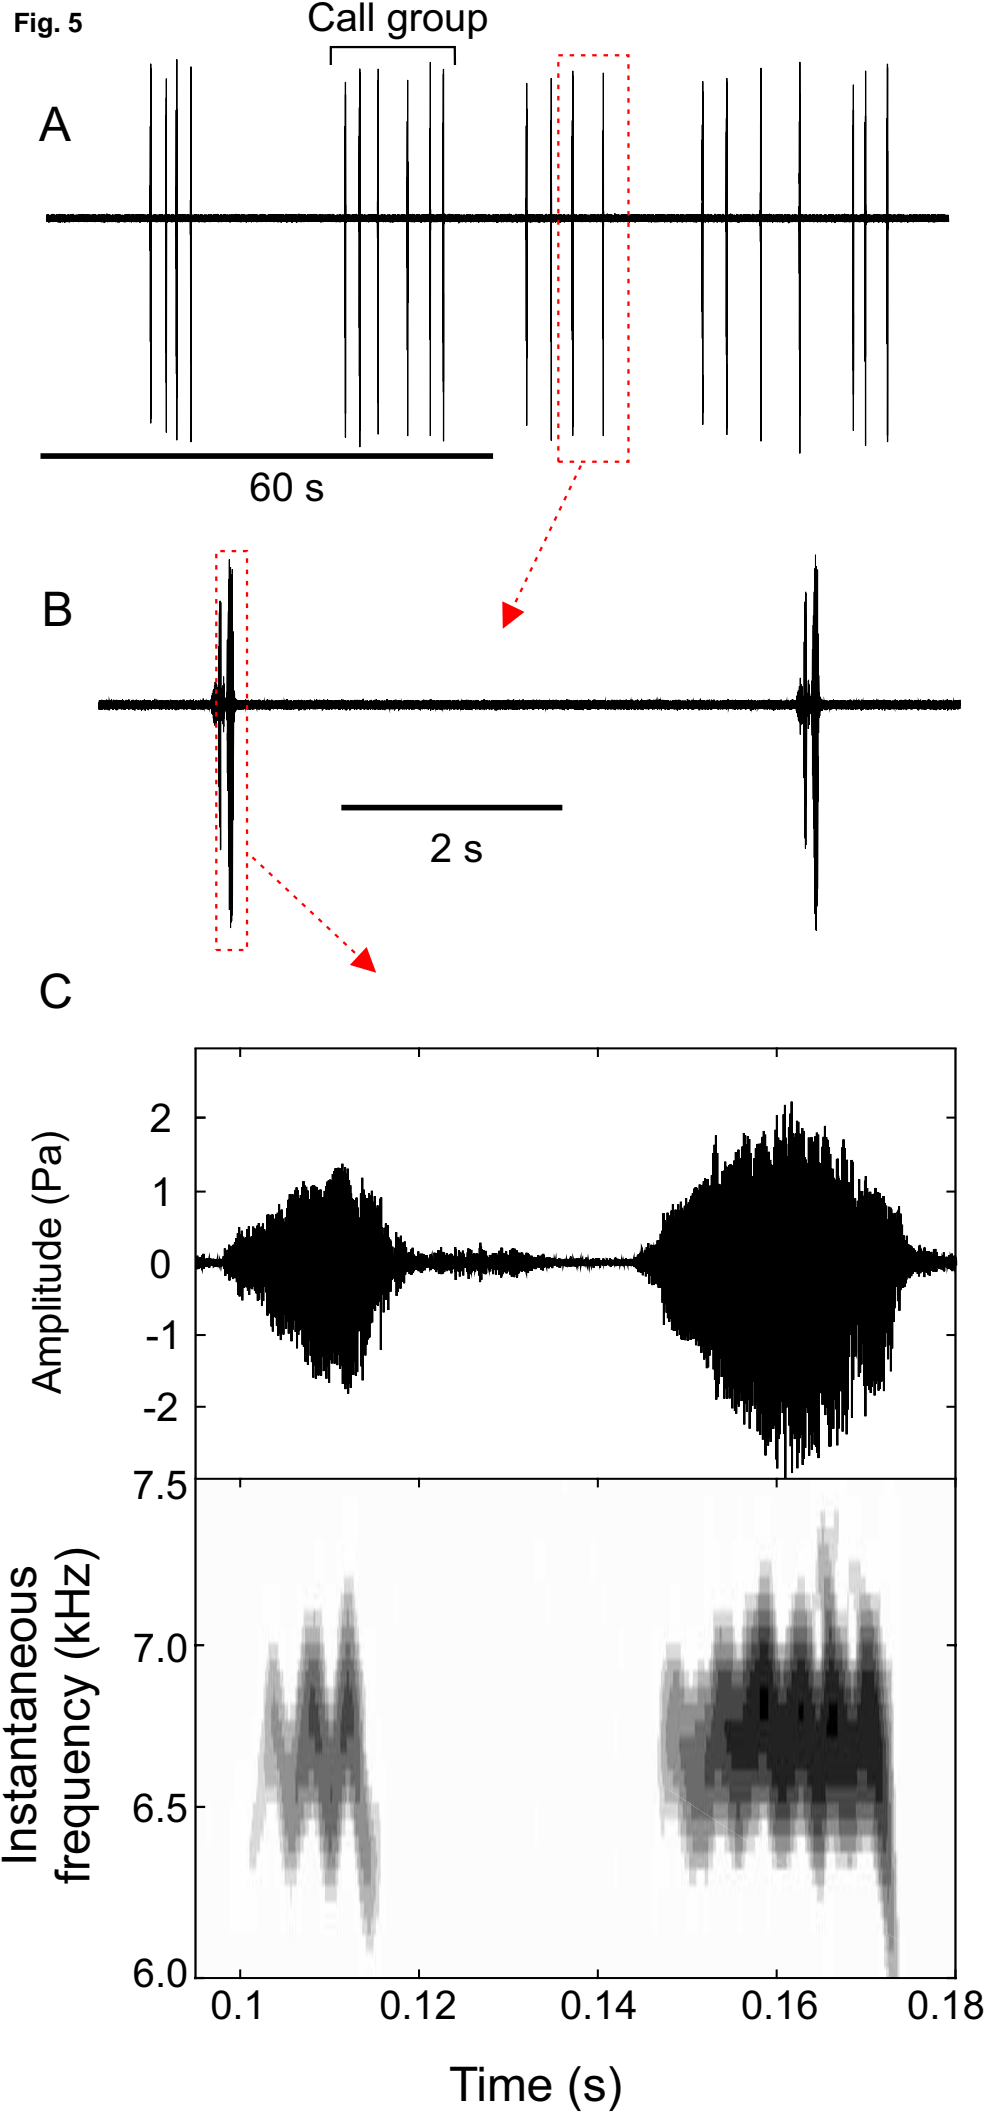 Fig. 5
Call group
A
60 s
B
2 s
C
Amplitude (Pa)
2
1
0
-1
-2
Instantaneous
frequency (kHz)
7.5
7.0
6.5
6.0
0.1 0.12 0.14 0.16 0.18
Time (s)